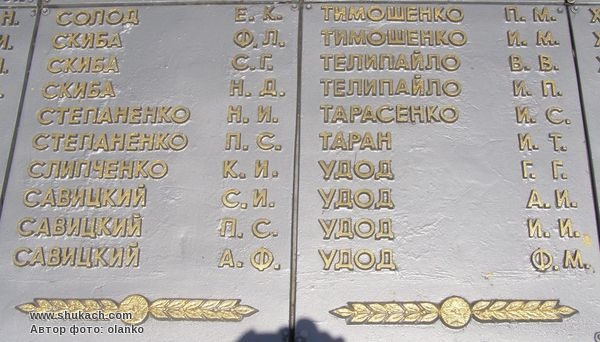 СОЛОД Е. К.
СКИБА Ф. Л.
СКИБА С. Г.
СКИБА Н. Д.
СТЕПАНЕНКО Н. И.
СТЕПАНЕНКО П. С.
СЛИПЧЕНКО К. И.
САВИЦКИЙ С. И.
САВИЦКИЙ П. С.
САВИЦКИЙ А. Ф.
ТИМОШЕНКО П. М.
ТИМОШЕНКО И. М.
ТЕЛИПАЙЛО В. В.
ТЕЛИПАЙЛО И. П.
ТАРАСЕНКО И. С.
ТАРАН И. Т.
УДОД Г. Г.
УДОД А. И.
УДОД И. И.
УДОД Ф. М.
www.shukach.com
Автор фото: olanko